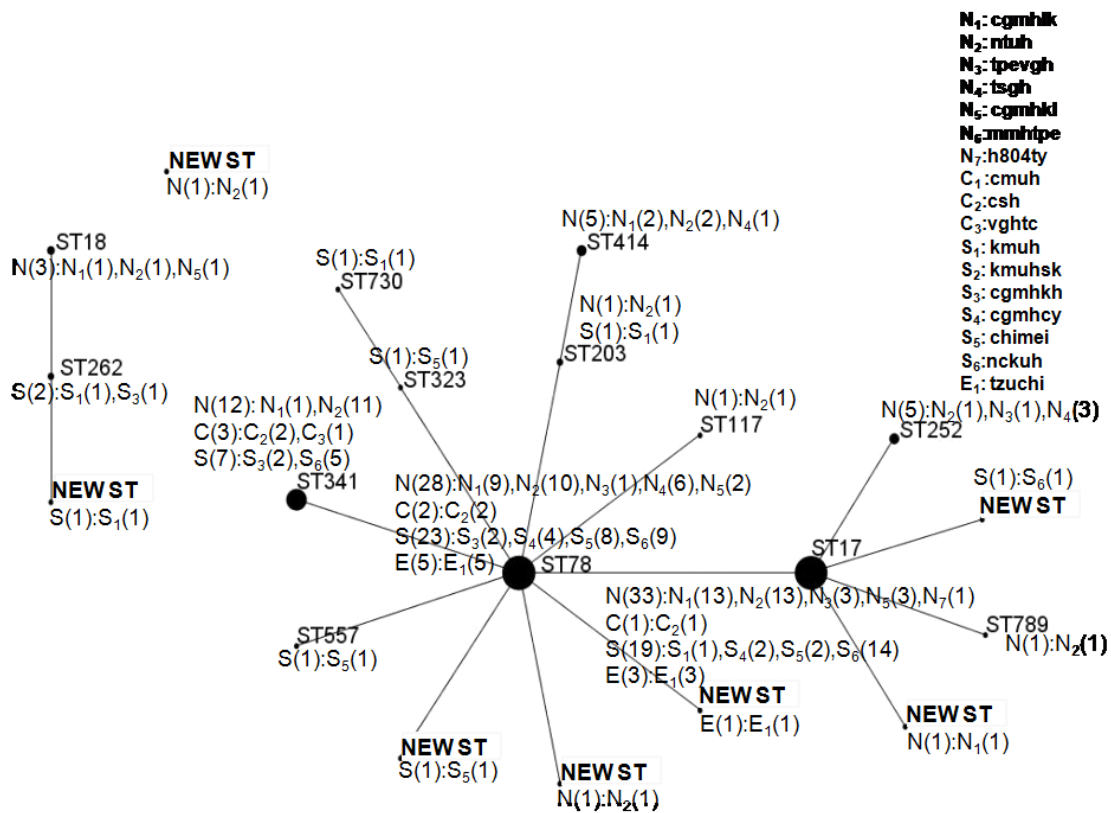 N₁:cgmhlk
N₂:ntuh
N₃:tpevgh
N₄:tsgh
N₅:cgmhkl
N₆:mmhtpe
N₇:h804ty
C₁:cmuh
C₂:csh
C₃:vghtc
S₁:kmuh
S₂:kmuhsk
S₃:cgmhkh
S₄:cgmhcy
S₅:chimei
S₆:nckuh
E₁:tzuchi
NEW ST
N(1):N₂(1)
ST18
N(3):N₁(1),N₂(1),N₅(1)
ST262
S(2):S₁(1),S₃(1)
NEW ST
S(1):S₁(1)
S(1):S₁(1)
ST730
S(1):S₅(1)
ST323
N(5):N₁(2),N₂(2),N₄(1)
ST414
N(1):N₂(1)
S(1):S₁(1)
ST203
N(1):N₂(1)
ST117
N(12):N₁(1),N₂(11)
C(3):C₂(2),C₃(1)
S(7):S₃(2),S₆(5)
ST341
N(28):N₁(9),N₂(10),N₃(1),N₄(6),N₅(2)
C(2):C₂(2)
S(23):S₃(2),S₄(4),S₅(8),S₆(9)
E(5):E₁(5)
ST78
N(5):N₂(1),N₃(1),N₄(3)
ST252
S(1):S₆(1)
NEW ST
ST17
N(33):N₁(13),N₂(13),N₃(3),N₅(3),N₇(1)
C(1):C₂(1)
S(19):S₁(1),S₄(2),S₅(2),S₆(14)
E(3):E₁(3)
ST789
N(1):N₂(1)
ST557
S(1):S₅(1)
NEW ST
E(1):E₁(1)
NEW ST
N(1):N₁(1)
NEW ST
S(1):S₅(1)
NEW ST
N(1):N₂(1)